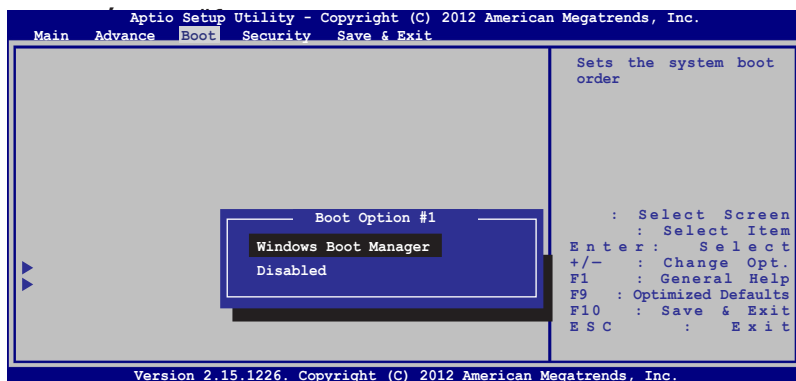 Aptio Setup Utility - Copyright (C) 2012 American Megatrends, Inc.
Main Advance Boot Security Save & Exit
Sets the system boot
order
Boot Option #1
Windows Boot Manager
Disabled
: Select Screen
: Select Item
Enter: Select
+/— : Change Opt.
F1 : General Help
F9 : Optimized Defaults
F10 : Save & Exit
ESC : Exit
Version 2.15.1226. Copyright (C) 2012 American Megatrends, Inc.